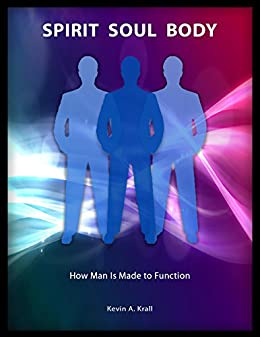 SPIRIT SOUL BODY
How Man Is Made to Function
Kevin A. Krall